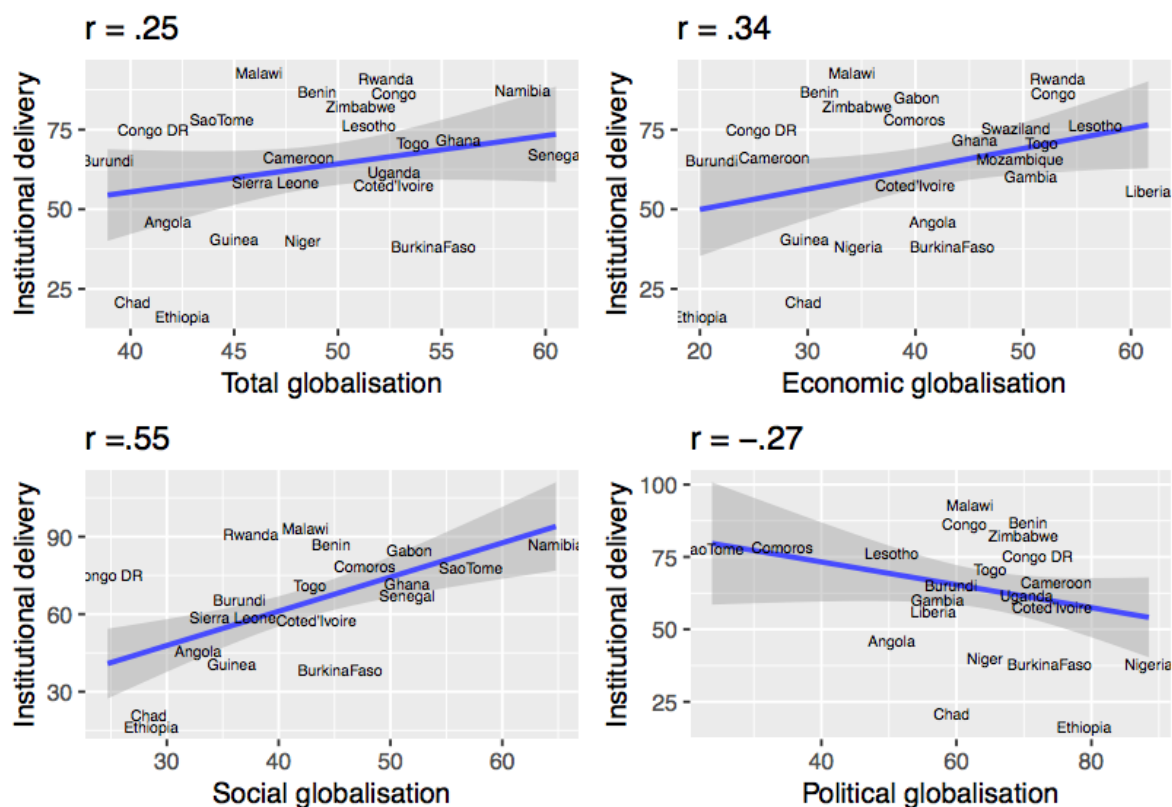 r = .25
Institutional delivery
75
50
25
Malawi
Rwanda
Benin
Congo
Namibia
Zimbabwe
SaoTome
Lesotho
Congo DR
Ghana
Togo
Burundi
Cameroon
Senegal
Uganda
Sierra Leone
Coted'Ivoire
Angola
Guinea
Niger
BurkinaFaso
Chad
Ethiopia
40 45 50 55 60
Total globalisation
r = .34
Institutional delivery
75
50
25
Malawi
Rwanda
Benin
Congo
Gabon
Zimbabwe
Comoros
Congo DR
Swaziland
Lesotho
Ghana
Togo
Burundi
Cameroon
Mozambique
Gambia
Coted'Ivoire
Liberia
Angola
Guinea
Nigeria
BurkinaFaso
Chad
Ethiopia
20 30 40 50 60
Economic globalisation
r =.55
Institutional delivery
90
60
30
Malawi
Rwanda
Benin
Namibia
Gabon
Comoros
SaoTome
ongo DR
Togo
Ghana
Senegal
Burundi
Sierra Leone
Coted'Ivoire
Angola
Guinea
BurkinaFaso
Chad
Ethiopia
30 40 50 60
Social globalisation
r = −.27
Institutional delivery
100
75
50
25
Malawi
Congo
Benin
Zimbabwe
aoTome
Comoros
Lesotho
Congo DR
Togo
Burundi
Cameroon
Uganda
Gambia
Coted'Ivoire
Liberia
Angola
Niger
BurkinaFaso
Nigeria
Chad
Ethiopia
40 60 80
Political globalisation